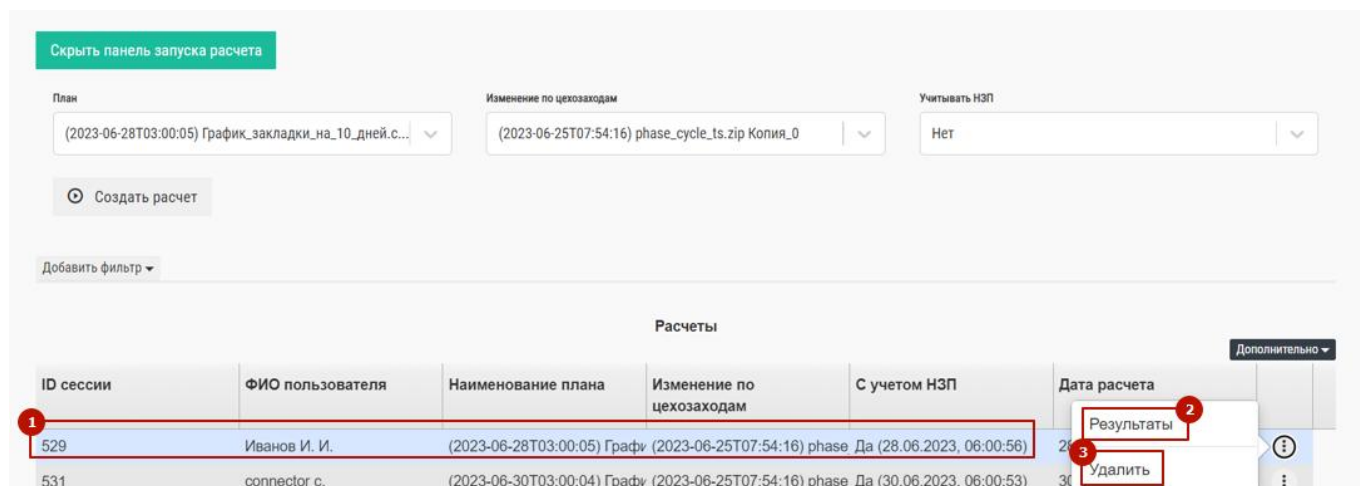 Скрыть панель запуска расчета
План Изменение по цехозаходам Учитывать НЗП
(2023-06-28T03:00:05) График_закладки_на_10_дней.с... (2023-06-25T07:54:16) phase_cycle_ts.zip Копия_0 Нет
Создать расчет
Добавить фильтр
Расчеты
Дополнительно
ID сессии ФИО пользователя Наименование плана Изменение по цехозаходам С учетом НЗП Дата расчета
1 2
Результаты
529 Иванов И. И. (2023-06-28T03:00:05) Графи (2023-06-25T07:54:16) phase Да (28.06.2023, 06:00:56) 28
3
Удалить
531 connector c. (2023-06-30T03:00:04) Графи (2023-06-25T07:54:16) phase Да (30.06.2023, 06:00:53) 30